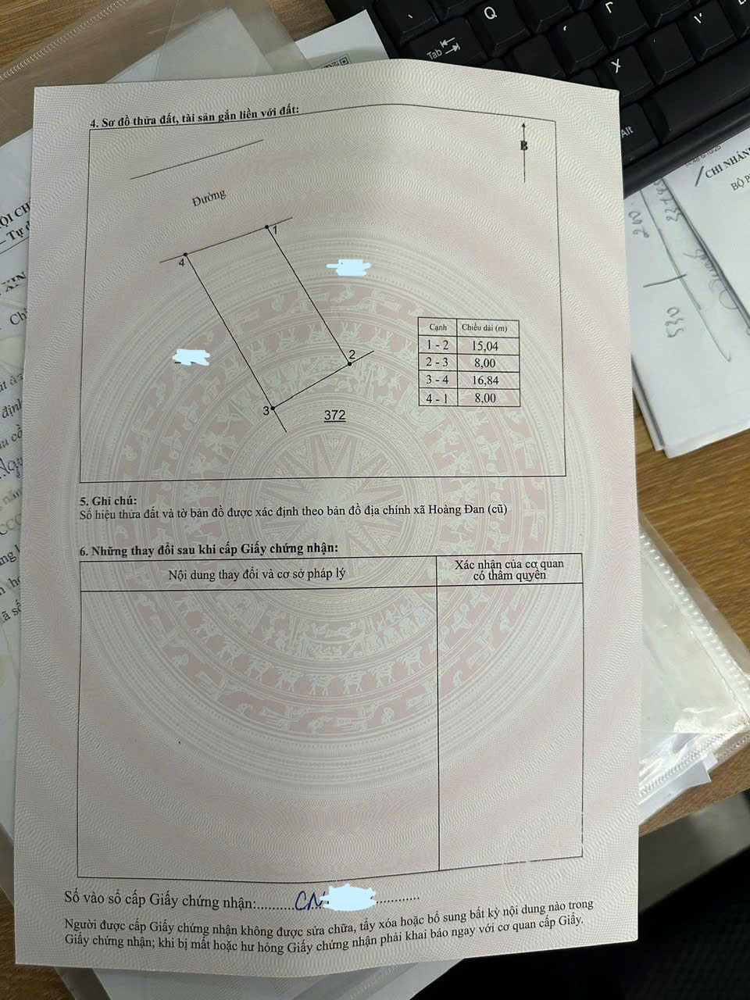 4. Sơ đồ thửa đất, tài sản gắn liền với đất:
B
Đường
1
4
2
3
372
Cạnh Chiều dài (m)
1 - 2 15,04
2 - 3 8,00
3 - 4 16,84
4 - 1 8,00
5. Ghi chú:
Số hiệu thửa đất và tờ bản đồ được xác định theo bản đồ địa chính xã Hoàng Đan (cũ)
6. Những thay đổi sau khi cấp Giấy chứng nhận:
Nội dung thay đổi và cơ sở pháp lý
Xác nhận của cơ quan
có thẩm quyền
Số vào sổ cấp Giấy chứng nhận:.........CN..............
Người được cấp Giấy chứng nhận không được sửa chữa, tẩy xóa hoặc bổ sung bất kỳ nội dung nào trong
Giấy chứng nhận; khi bị mất hoặc hư hỏng Giấy chứng nhận phải khai báo ngay với cơ quan cấp Giấy.
Q
Tab
X
Alt
CHI NHÁN
BỘ P
530
XIN
định
năm